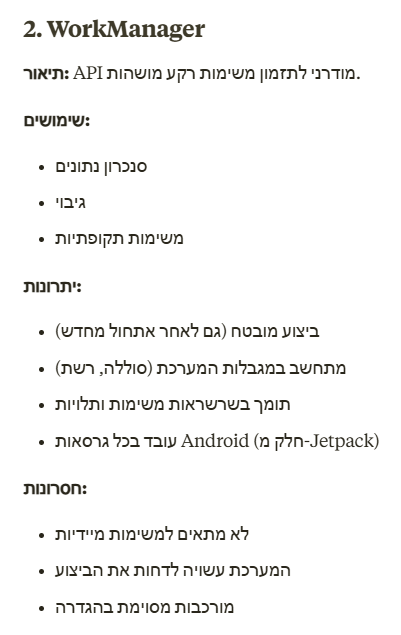 2. WorkManager
תיאור: API מודרני לתזמון משימות רקע מושהות.
שימושים:
• סנכרון נתונים
• גיבוי
• משימות תקופתיות
יתרונות:
• ביצוע מובטח (גם לאחר אתחול מחדש)
• מתחשב במגבלות המערכת (סוללה, רשת)
• תומך בשרשראות משימות ותלויות
• עובד בכל גרסאות Android (חלק מ-Jetpack)
חסרונות:
• לא מתאים למשימות מיידיות
• המערכת עשויה לדחות את הביצוע
• מורכבות מסוימת בהגדרה